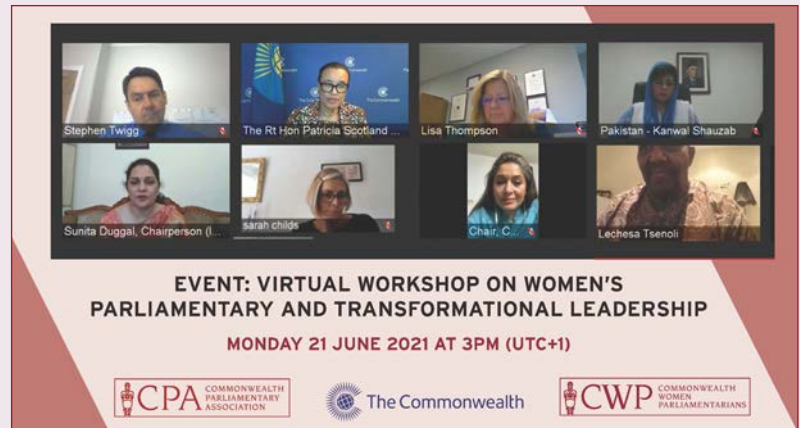 Stephen Twigg
The Rt Hon Patricia Scotland ...
Lisa Thompson
Pakistan - Kanwal Shauzab
Sunita Duggal, Chairperson (I...
sarah childs
Chair, C...
Lechesa Tsenoli
EVENT: VIRTUAL WORKSHOP ON WOMEN'S
PARLIAMENTARY AND TRANSFORMATIONAL LEADERSHIP
MONDAY 21 JUNE 2021 AT 3PM (UTC+1)
CPA COMMONWEALTH
PARLIAMENTARY
ASSOCIATION
The Commonwealth
CWP COMMONWEALTH
WOMEN
PARLIAMENTARIANS